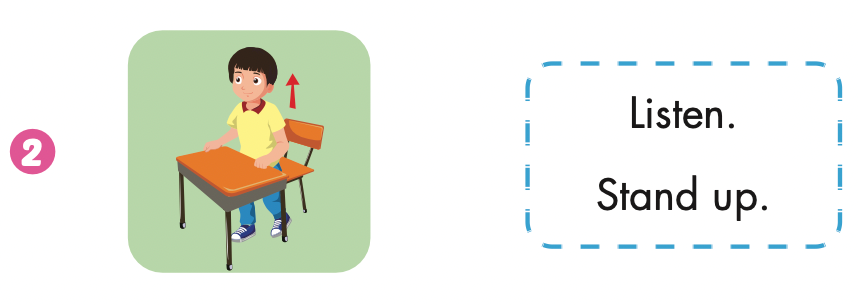 2
Listen.
Stand up.